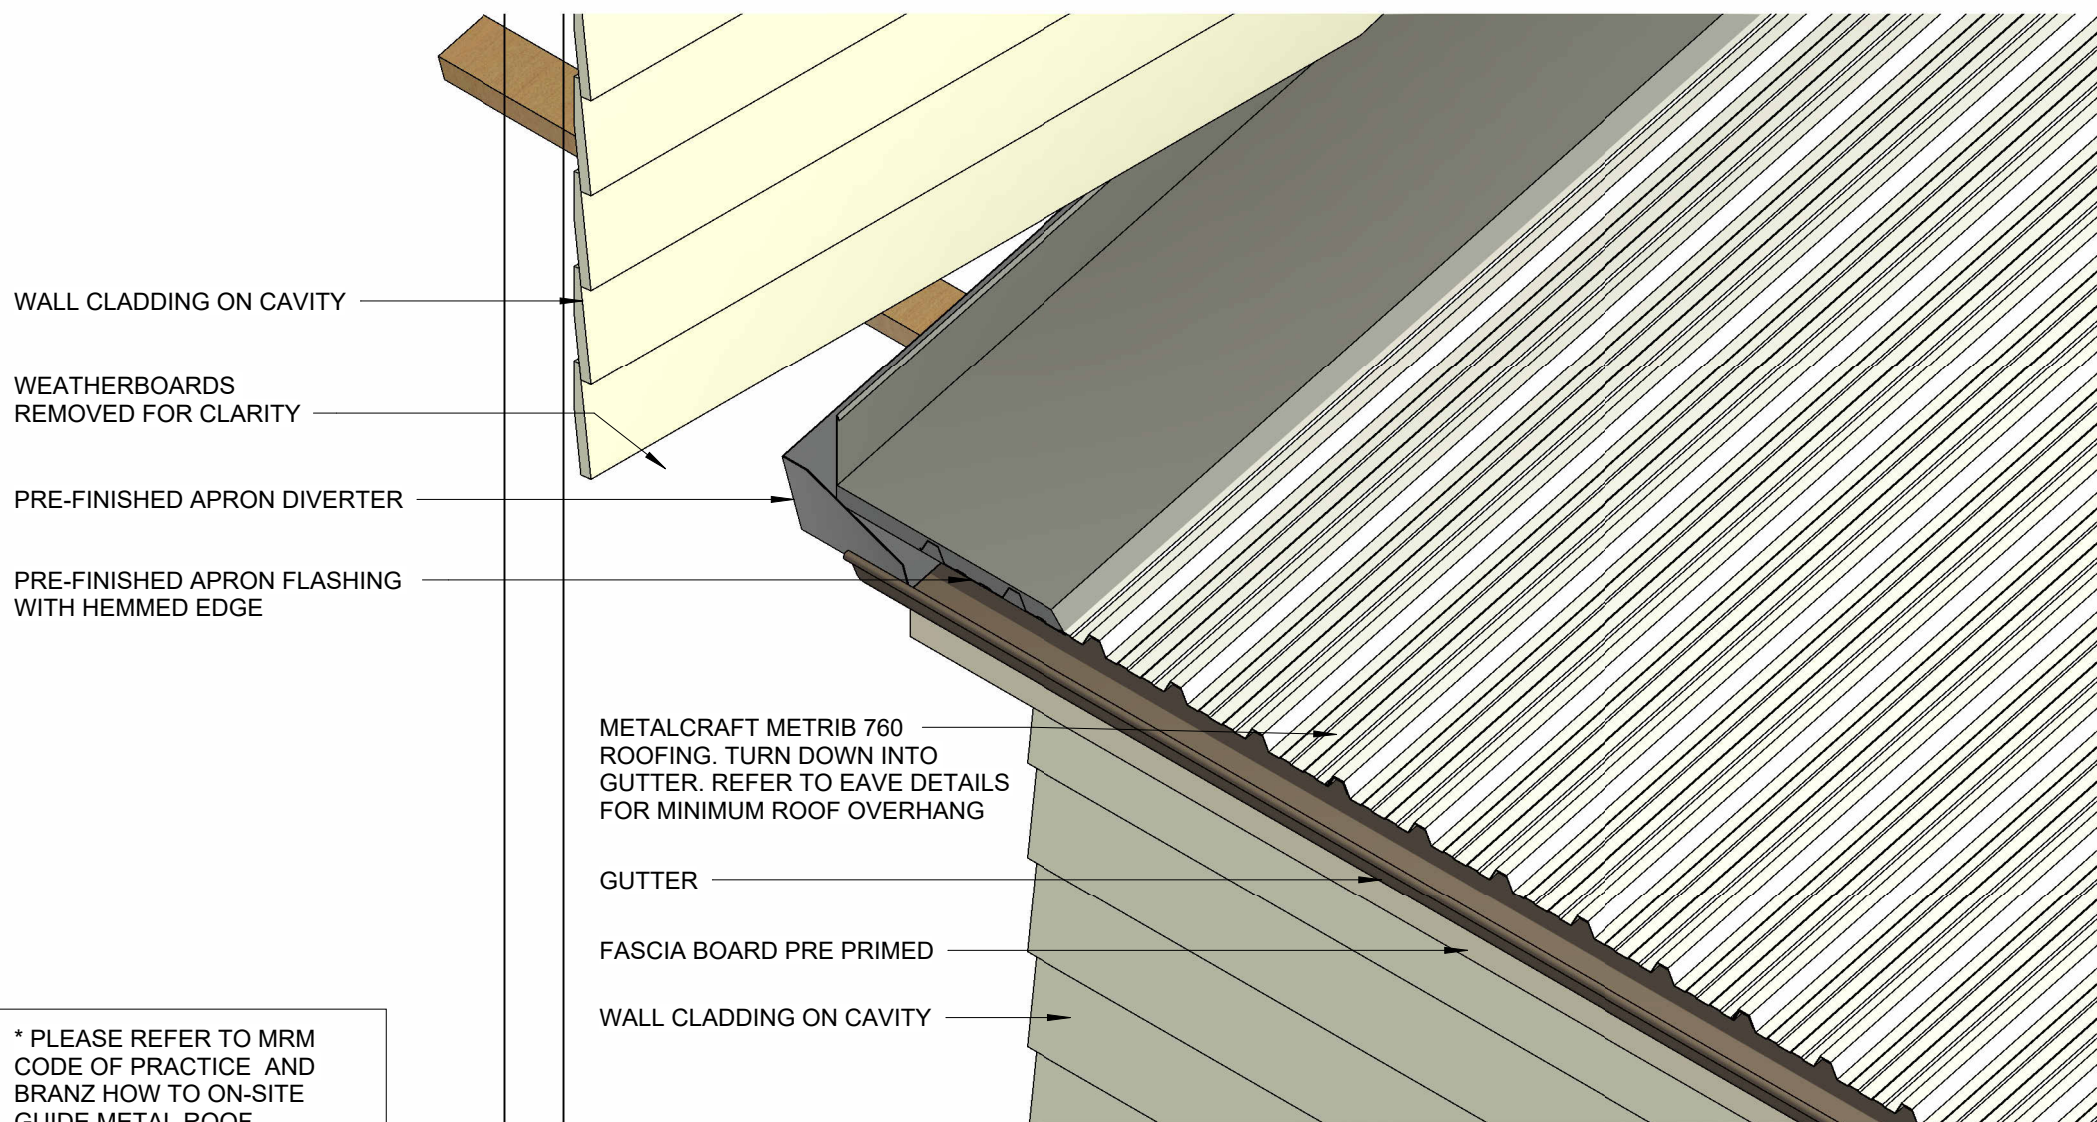 WALL CLADDING ON CAVITY
WEATHERBOARDS
REMOVED FOR CLARITY
PRE-FINISHED APRON DIVERTER
PRE-FINISHED APRON FLASHING
WITH HEMMED EDGE
METALCRAFT METRIB 760
ROOFING. TURN DOWN INTO
GUTTER. REFER TO EAVE DETAILS
FOR MINIMUM ROOF OVERHANG
GUTTER
FASCIA BOARD PRE PRIMED
WALL CLADDING ON CAVITY
* PLEASE REFER TO MRM
CODE OF PRACTICE AND
BRANZ HOW TO ON-SITE
GUIDE METAL ROOF